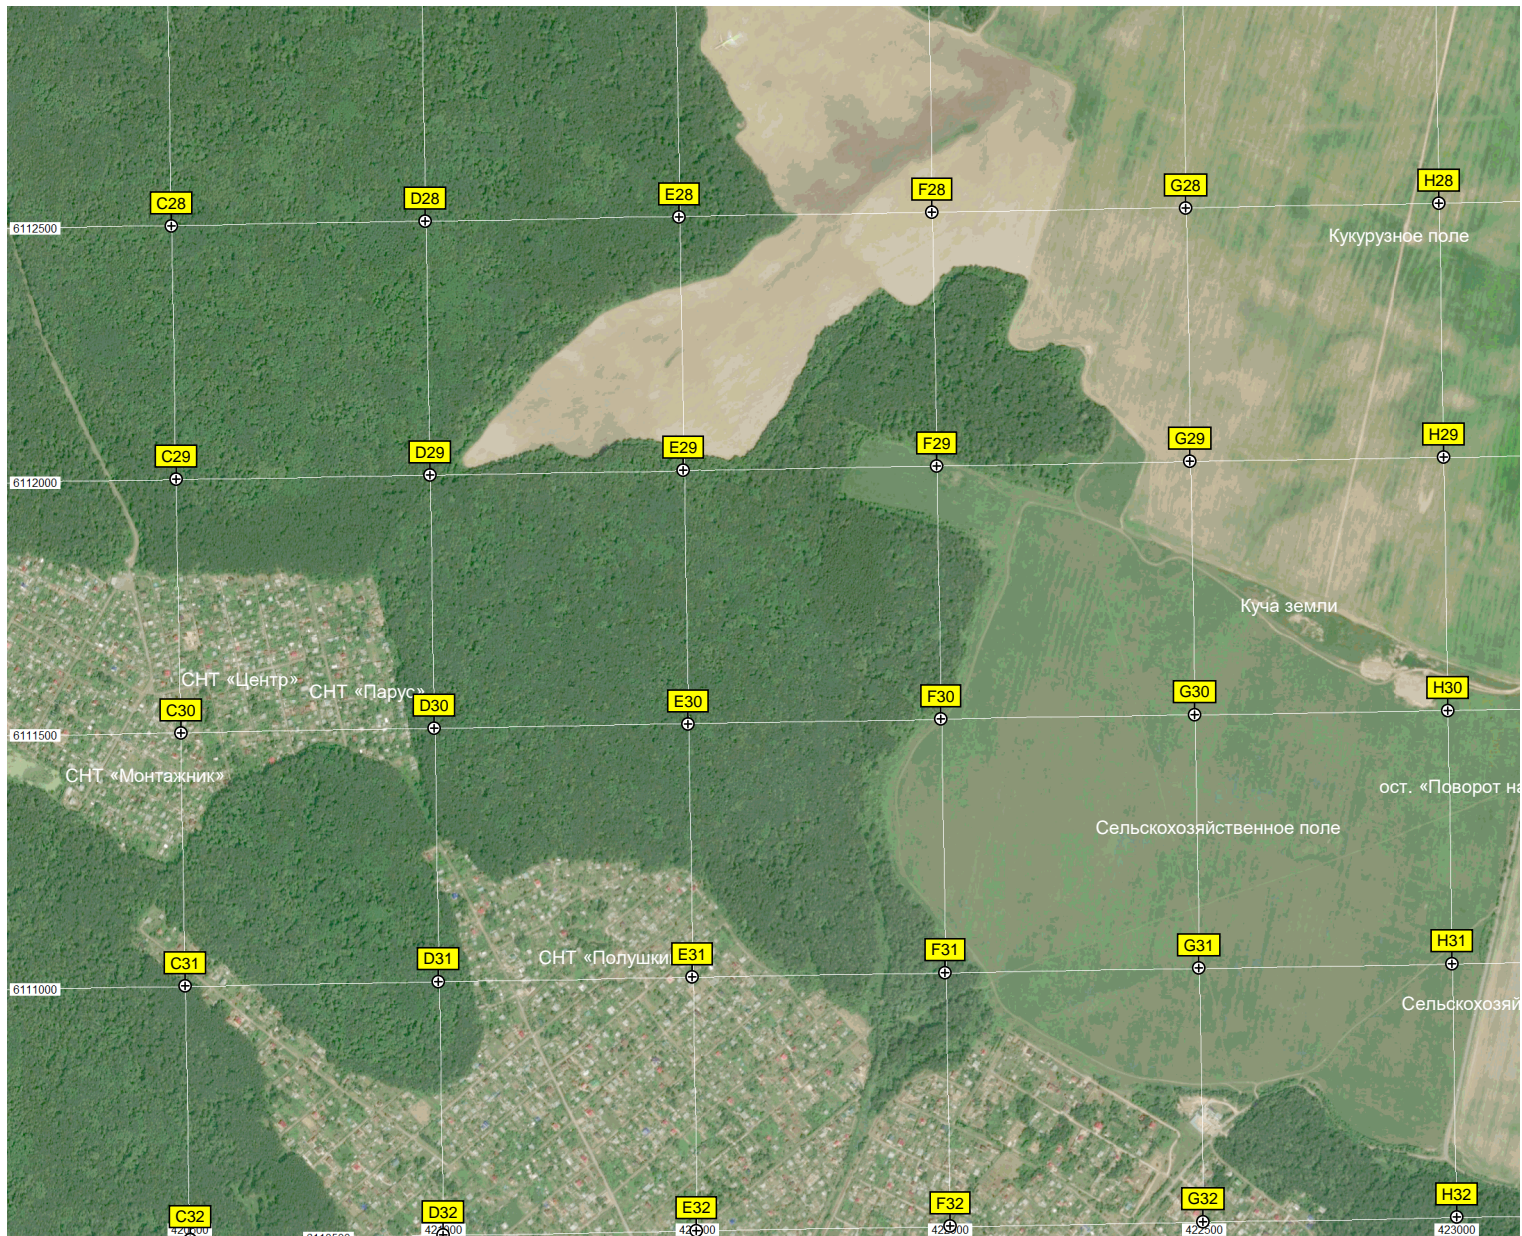 C28
D28
E28
F28
G28
H28
6112500
Кукурузное поле
C29
D29
E29
F29
G29
H29
6112000
Куча земли
СНТ «Центр»
СНТ «Парус»
C30
D30
E30
F30
G30
H30
6111500
СНТ «Монтажник»
ост. «Поворот на
Сельскохозяйственное поле
C31
D31
E31
F31
G31
H31
СНТ «Полушки
6111000
Сельскохозяй
C32
D32
E32
F32
G32
H32
422500
423000